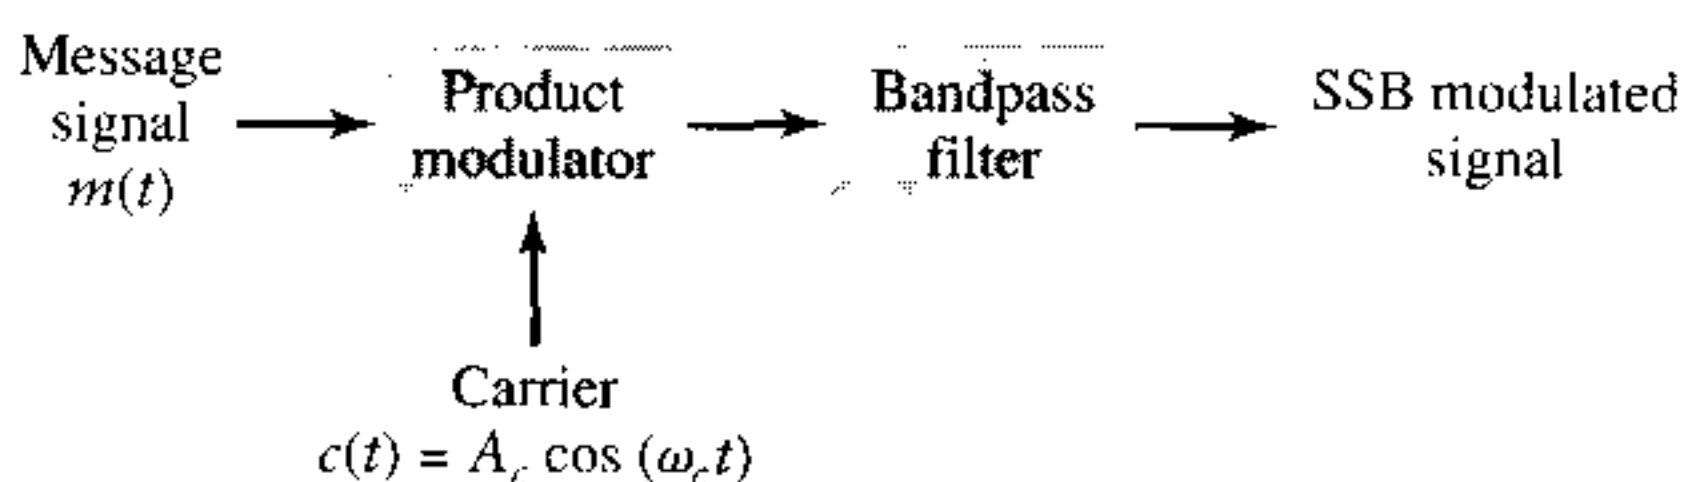 Message
signal
m(t)
Product
modulator
Bandpass
filter
SSB modulated
signal
Carrier
c(t) = A_c cos (ω_c t)